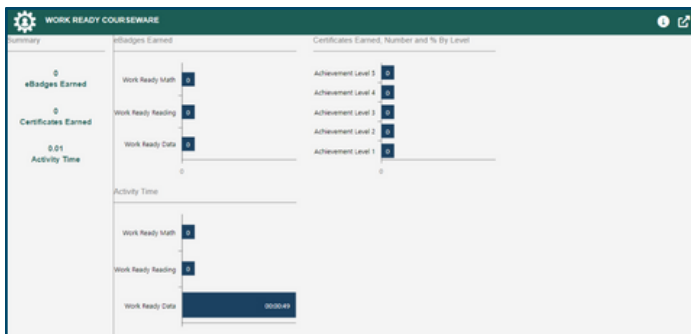 WORK READY COURSEWARE
Summary
0
eBadges Earned
0
Certificates Earned
0.01
Activity Time
eBadges Earned
Work Ready Math 0
Work Ready Reading 0
Work Ready Data 0
0
Certificates Earned, Number and % By Level
Achievement Level 5 0
Achievement Level 4 0
Achievement Level 3 0
Achievement Level 2 0
Achievement Level 1 0
0
Activity Time
Work Ready Math 0
Work Ready Reading 0
Work Ready Data 00:00:49